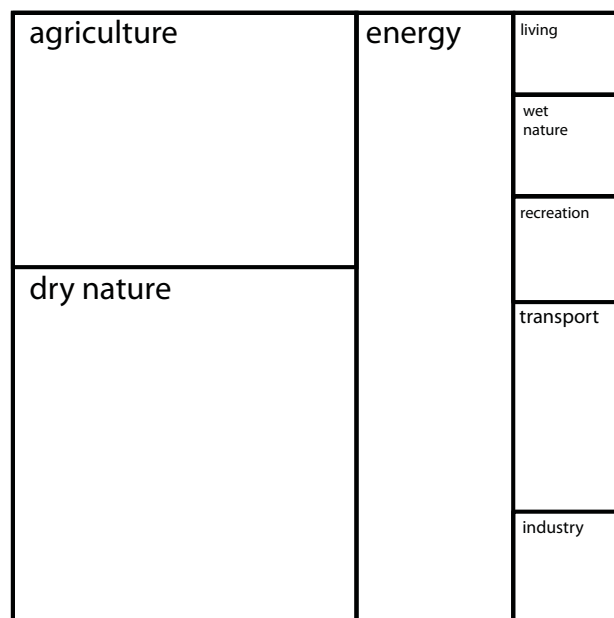 agriculture
energy
living
wet
nature
recreation
dry nature
transport
industry